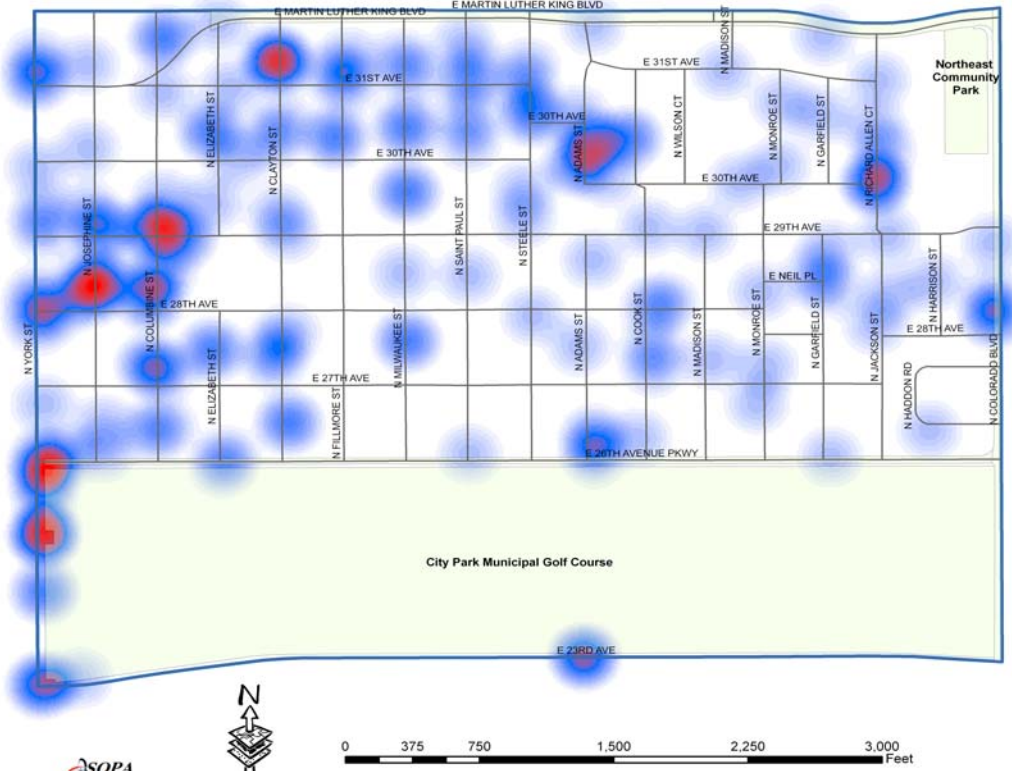 E MARTIN LUTHER KING BLVD
E MARTIN LUTHER KING BLVD
N MADISON ST
E 31ST AVE
E 31ST AVE
Northeast
Community
Park
N ELIZABETH ST
N CLAYTON ST
E 30TH AVE
N ADAMS ST
N WILSON CT
N MONROE ST
N GARFIELD ST
N RICHARD ALLEN CT
E 30TH AVE
E 30TH AVE
N JOSEPHINE ST
N SAINT PAUL ST
N STEELE ST
E 29TH AVE
N COLUMBINE ST
E NEIL PL
N HARRISON ST
E 28TH AVE
N YORK ST
N ELIZABETH ST
N MILWAUKEE ST
N ADAMS ST
N COOK ST
N MADISON ST
N MONROE ST
N GARFIELD ST
N JACKSON ST
E 28TH AVE
E 27TH AVE
N FILLMORE ST
N HADDON RD
N COLORADO BLVD
E 26TH AVENUE PKWY
City Park Municipal Golf Course
E 23RD AVE
N
SOPA
0 375 750 1,500 2,250 3,000
Feet